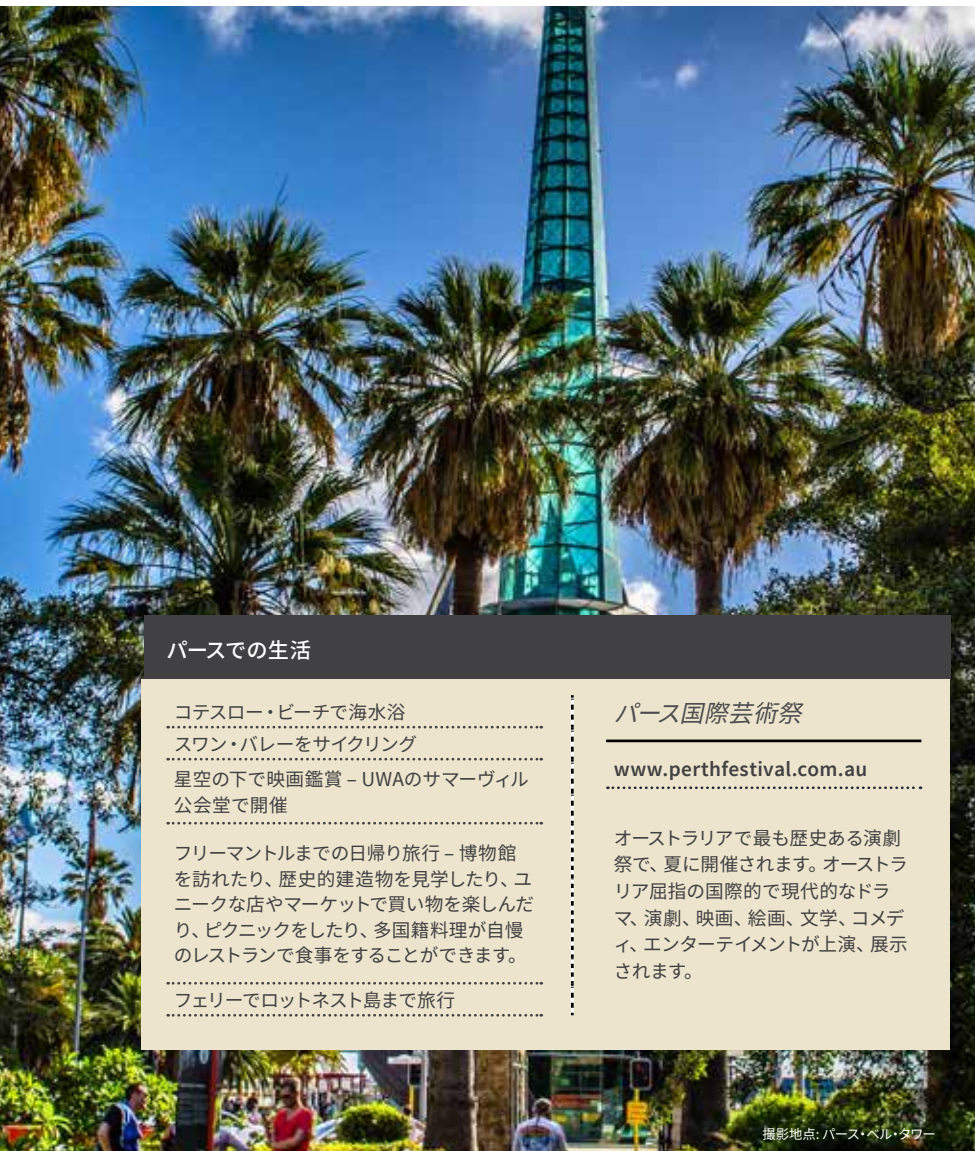 パースでの生活
コテスロー・ビーチで海水浴
スワン・バレーをサイクリング
星空の下で映画鑑賞 – UWAのサマーヴィル
公会堂で開催
フリーマントルまでの日帰り旅行 – 博物館
を訪れたり、歴史的建造物を見学したり、ユ
ニークな店やマーケットで買い物を楽しんだ
り、ピクニックをしたり、多国籍料理が自慢
のレストランで食事をすることができます。
フェリーでロットネスト島まで旅行
パース国際芸術祭
www.perthfestival.com.au
オーストラリアで最も歴史ある演劇
祭で、夏に開催されます。オーストラ
リア屈指の国際的で現代的なドラ
マ、演劇、映画、絵画、文学、コメデ
ィ、エンターテイメントが上演、展示
されます。
撮影地点: パース・ベル・タワー